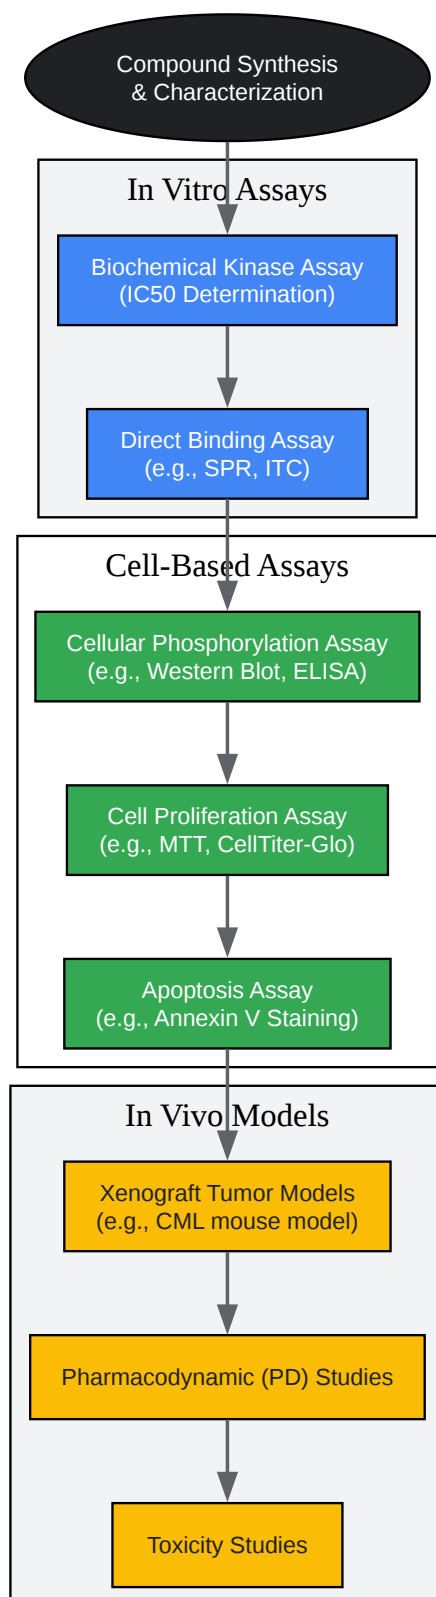 Compound Synthesis
& Characterization
In Vitro Assays
Biochemical Kinase Assay
(IC50 Determination)
Direct Binding Assay
(e.g., SPR, ITC)
Cell-Based Assays
Cellular Phosphorylation Assay
(e.g., Western Blot, ELISA)
Cell Proliferation Assay
(e.g., MTT, CellTiter-Glo)
Apoptosis Assay
(e.g., Annexin V Staining)
In Vivo Models
Xenograft Tumor Models
(e.g., CML mouse model)
Pharmacodynamic (PD) Studies
Toxicity Studies